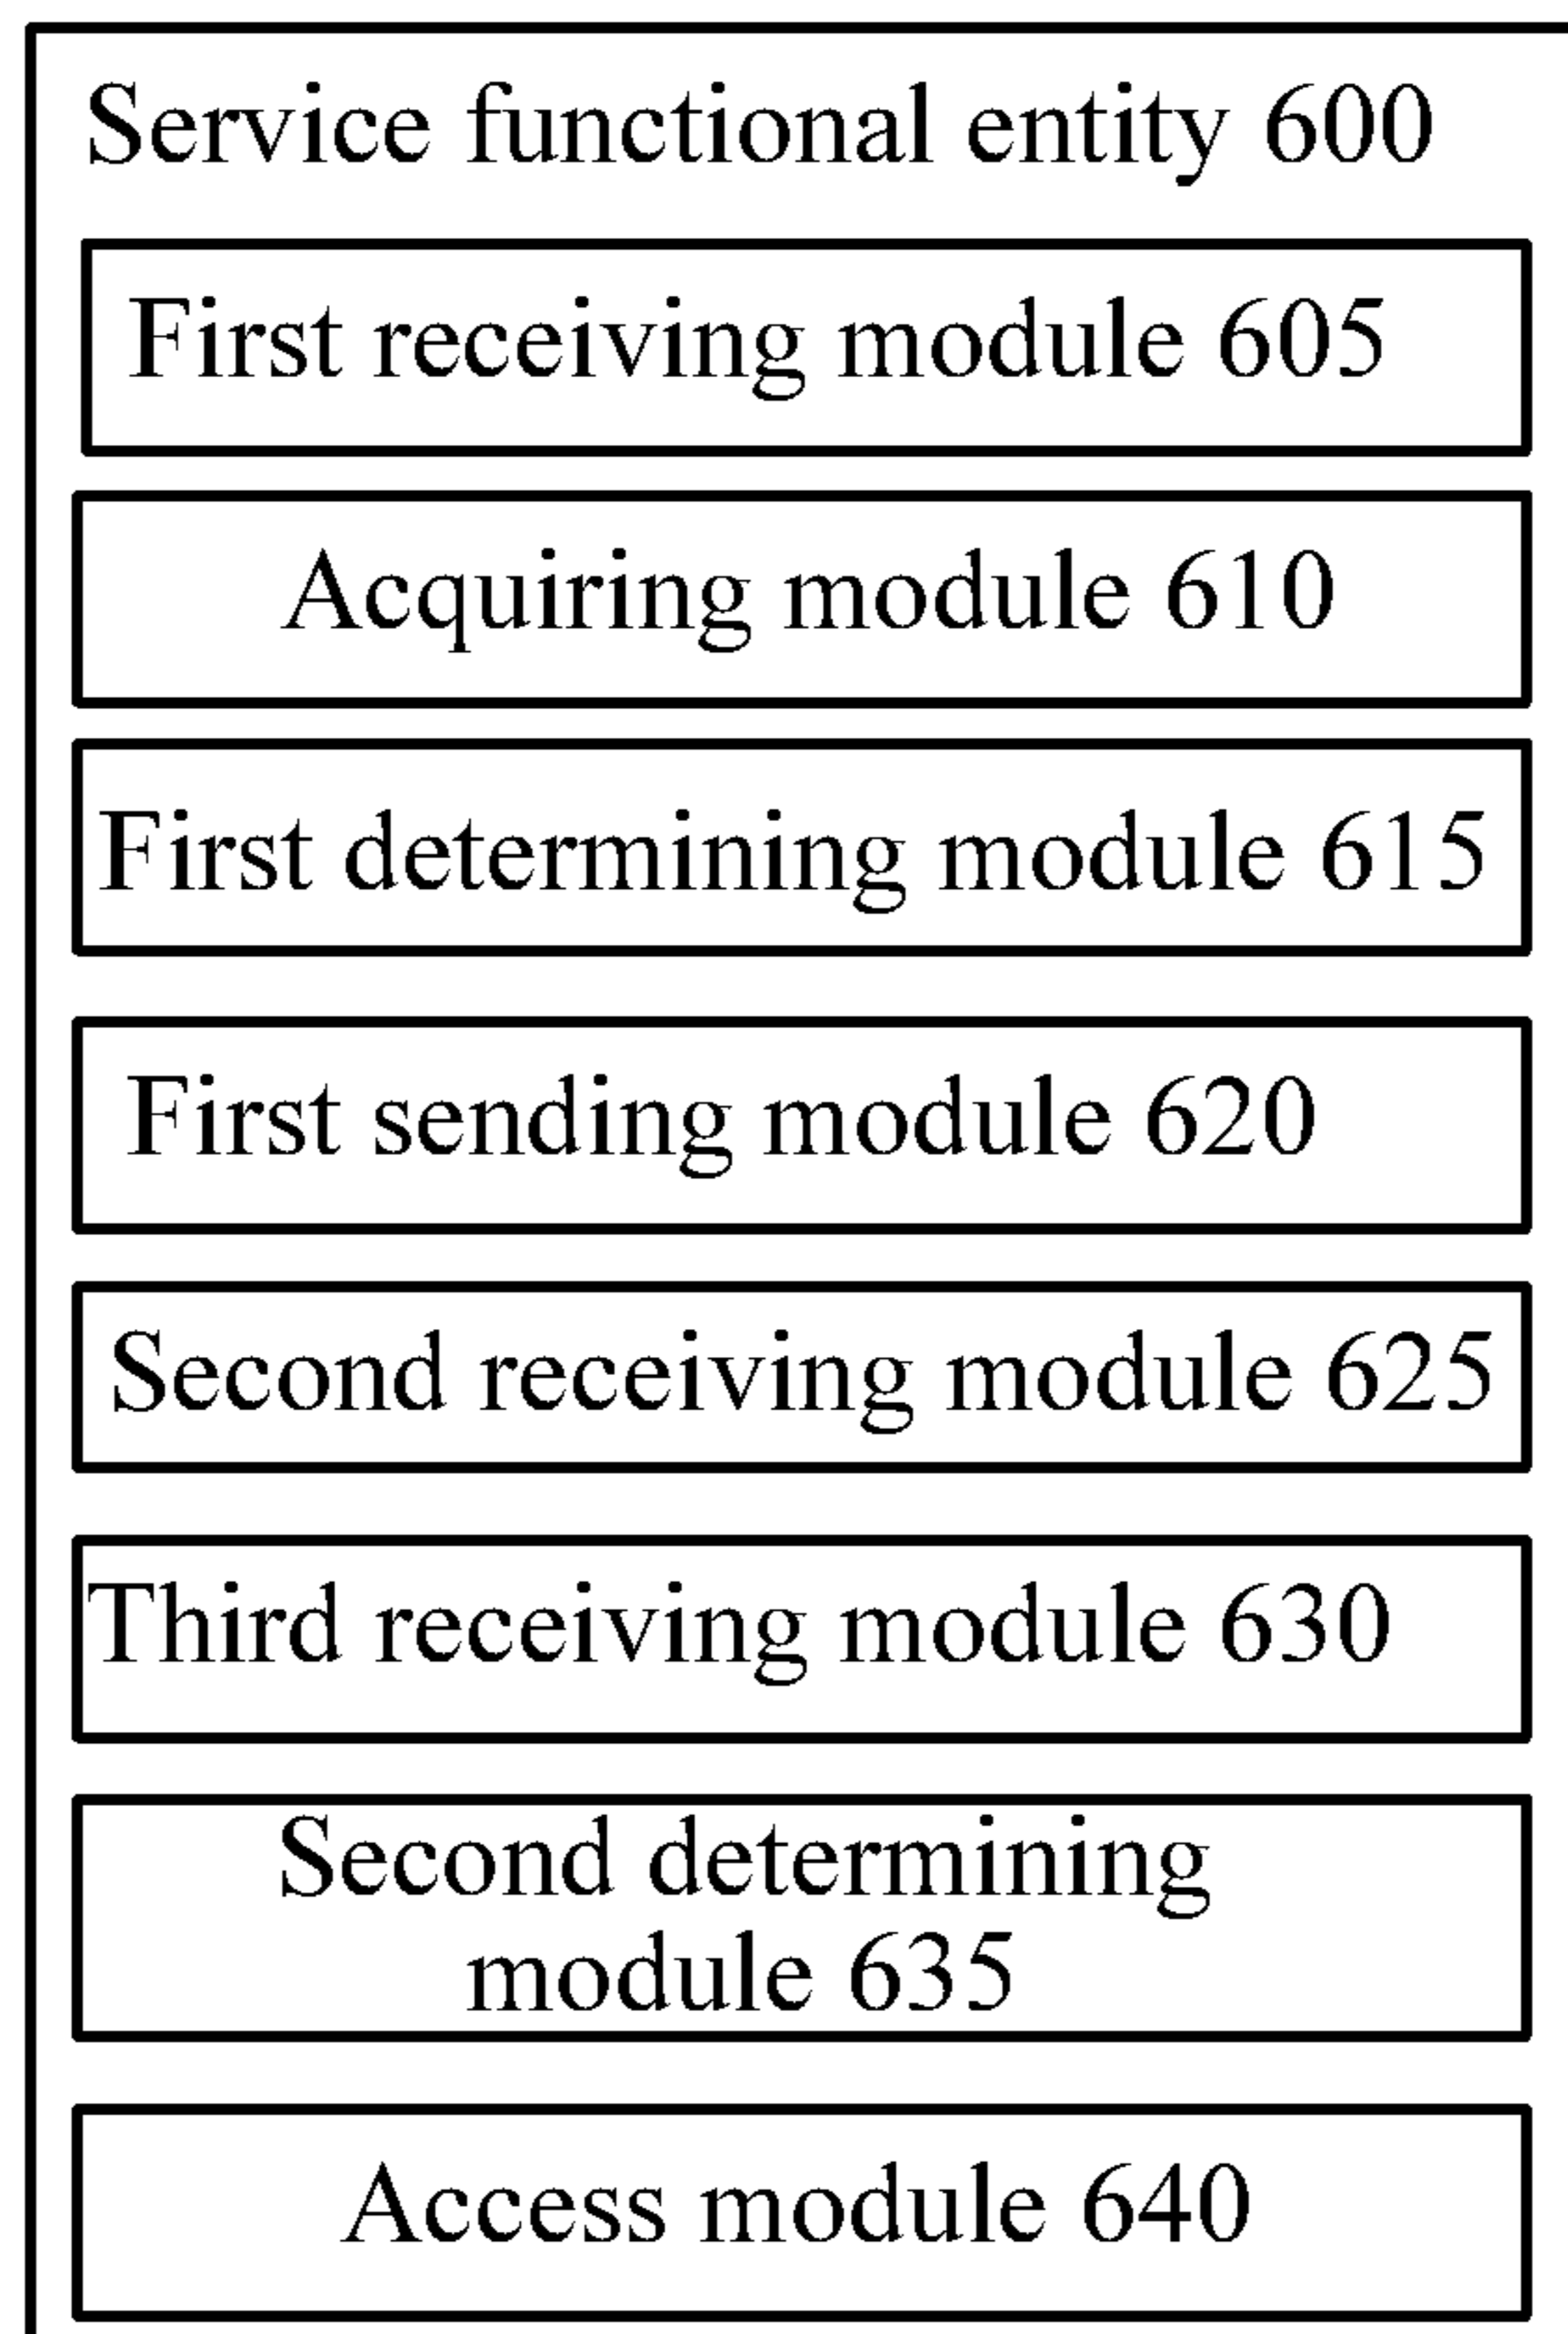 Service functional entity 600
First receiving module 605
Acquiring module 610
First determining module 615
First sending module 620
Second receiving module 625
Third receiving module 630
Second determining
module 635
Access module 640